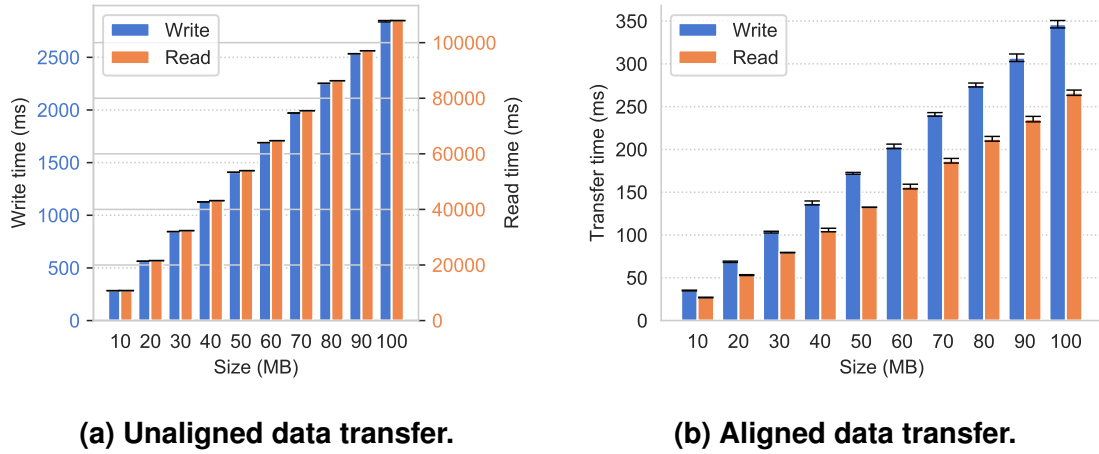 Write
Read
Write time (ms)
2500
2000
1500
1000
500
0
100000
80000
60000
40000
20000
0
Read time (ms)
10 20 30 40 50 60 70 80 90 100
Size (MB)
(a) Unaligned data transfer.
Write
Read
Transfer time (ms)
350
300
250
200
150
100
50
0
10 20 30 40 50 60 70 80 90 100
Size (MB)
(b) Aligned data transfer.